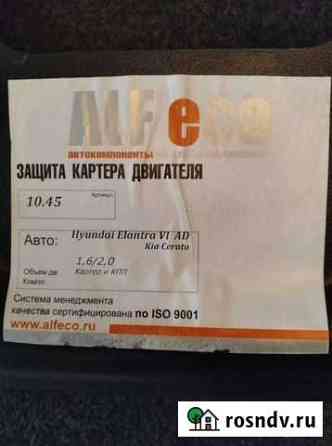 ALFeco
автокомпоненты
ЗАЩИТА КАРТЕРА ДВИГАТЕЛЯ
Артикул:
10.45
Авто: Hyundai Elantra VI AD
Kia Cerato
Объем дв. 1,6/2,0
Компл: Картер и КПП
Система менеджмента
качества сертифицирована по ISO 9001
www.alfeco.ru
rosndv.ru